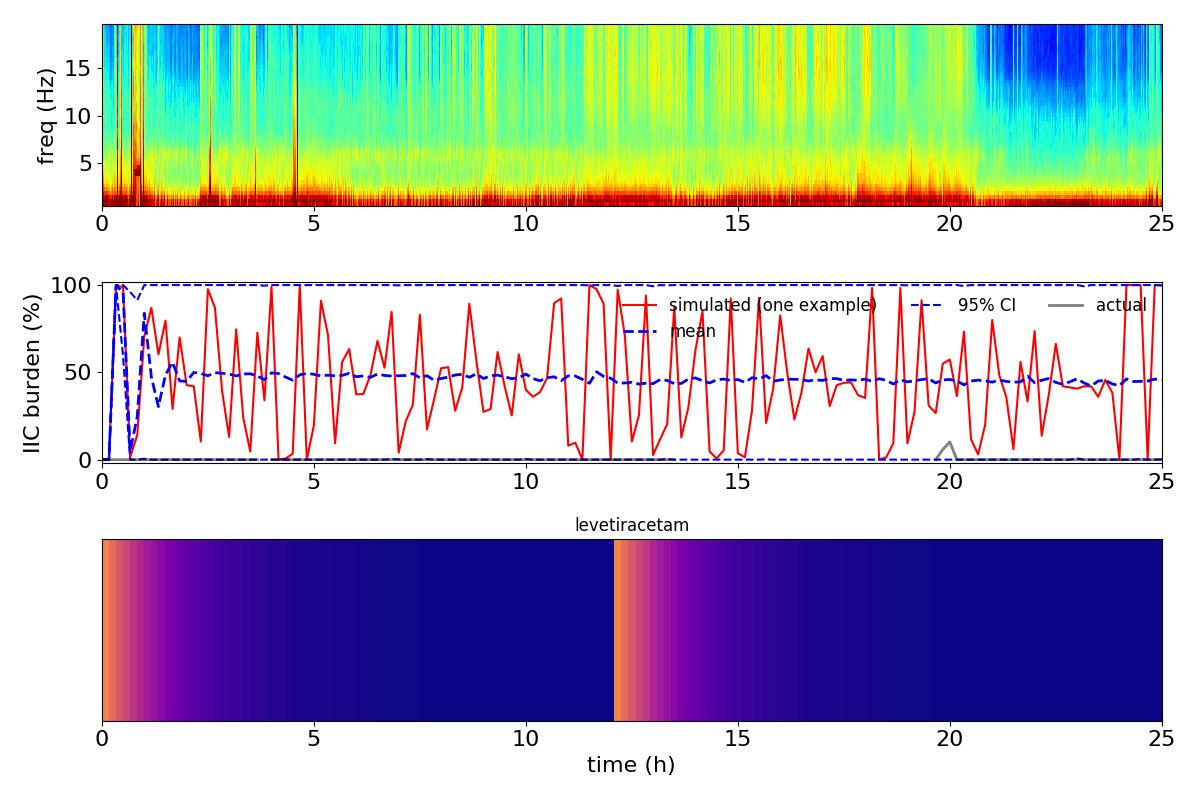 freq (Hz)
15
10
5
0 5 10 15 20 25
IIC burden (%)
100
50
0
simulated (one example) 95% CI actual
mean
0 5 10 15 20 25
levetiracetam
0 5 10 15 20 25
time (h)